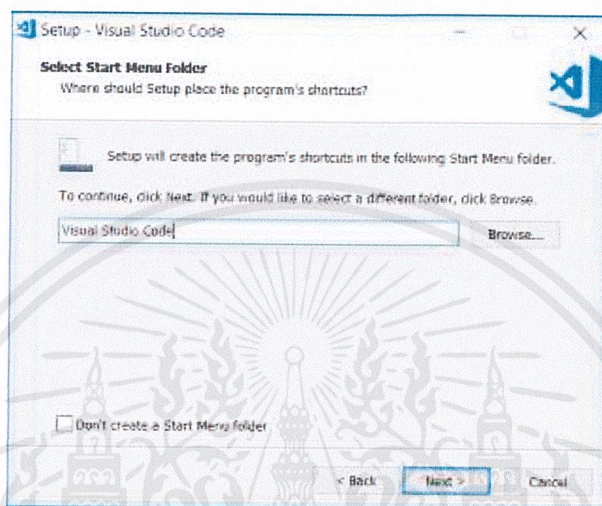 Setup - Visual Studio Code
Select Start Menu Folder
Where should Setup place the program's shortcuts?
Setup will create the program's shortcuts in the following Start Menu folder.
To continue, click Next. If you would like to select a different folder, click Browse.
Visual Studio Code
Browse...
Don't create a Start Menu folder
< Back
Next >
Cancel